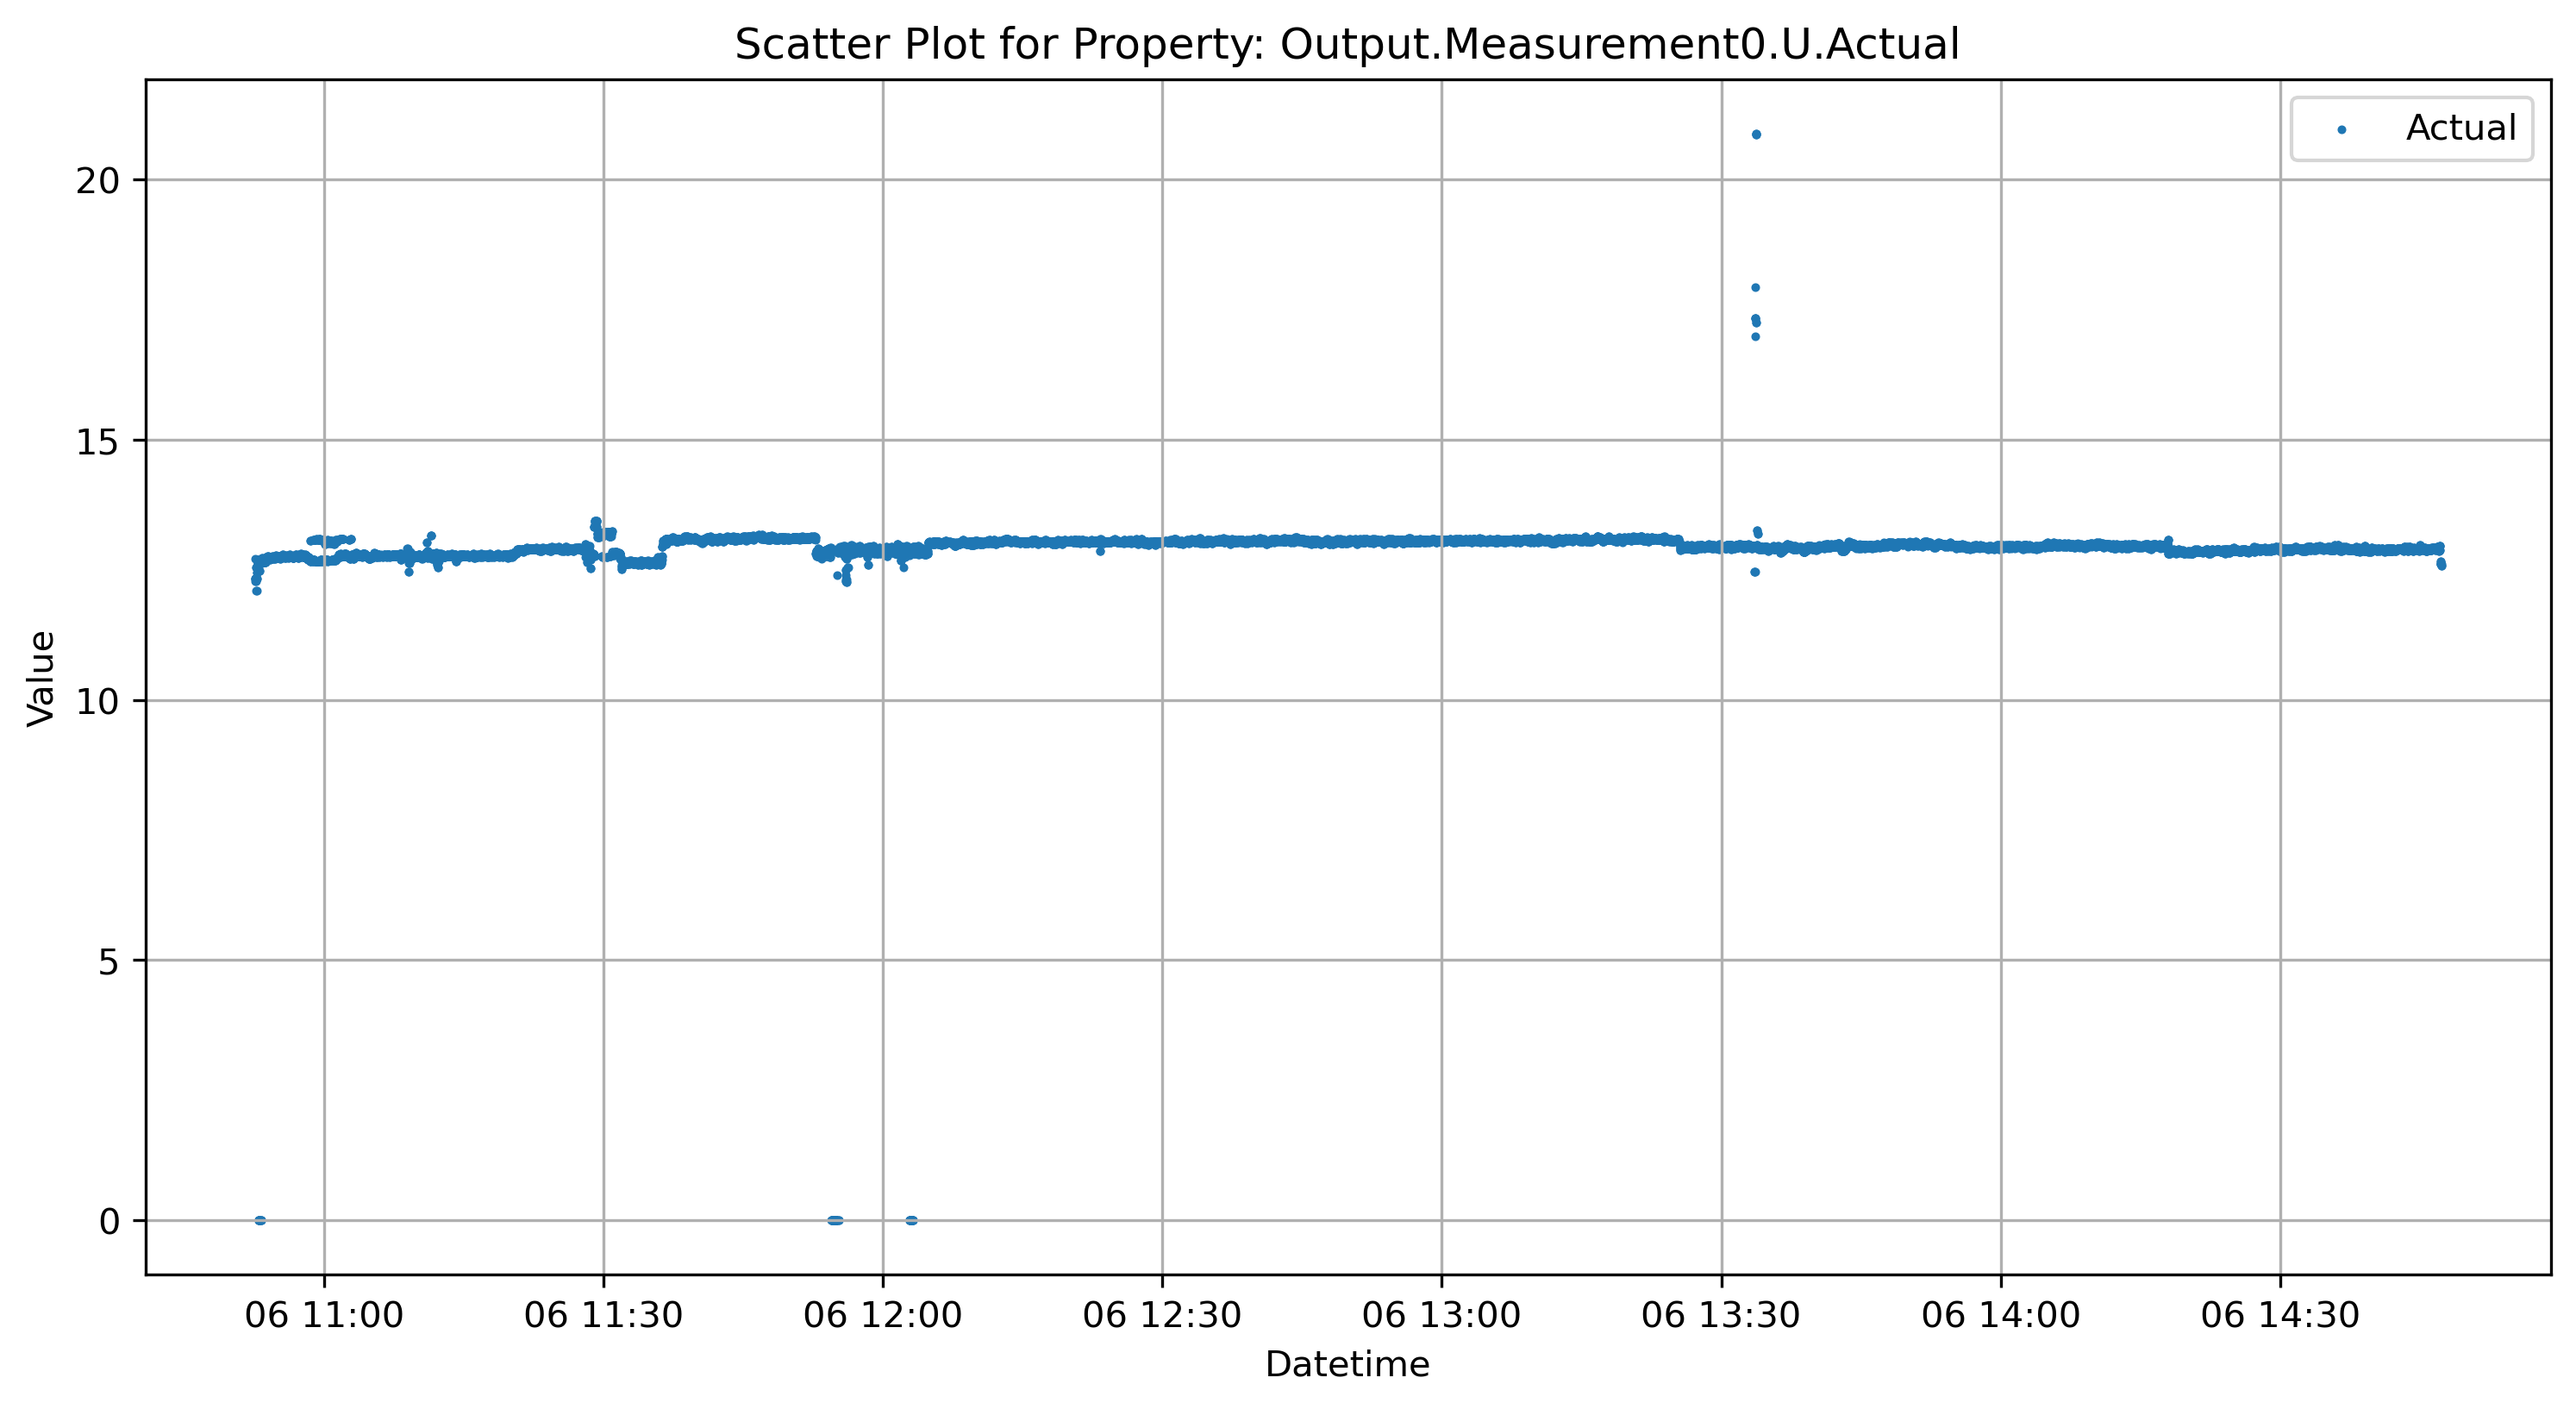 Scatter Plot for Property: Output.Measurement0.U.Actual
Actual
20
15
10
5
0
Value
06 11:00 06 11:30 06 12:00 06 12:30 06 13:00 06 13:30 06 14:00 06 14:30
Datetime